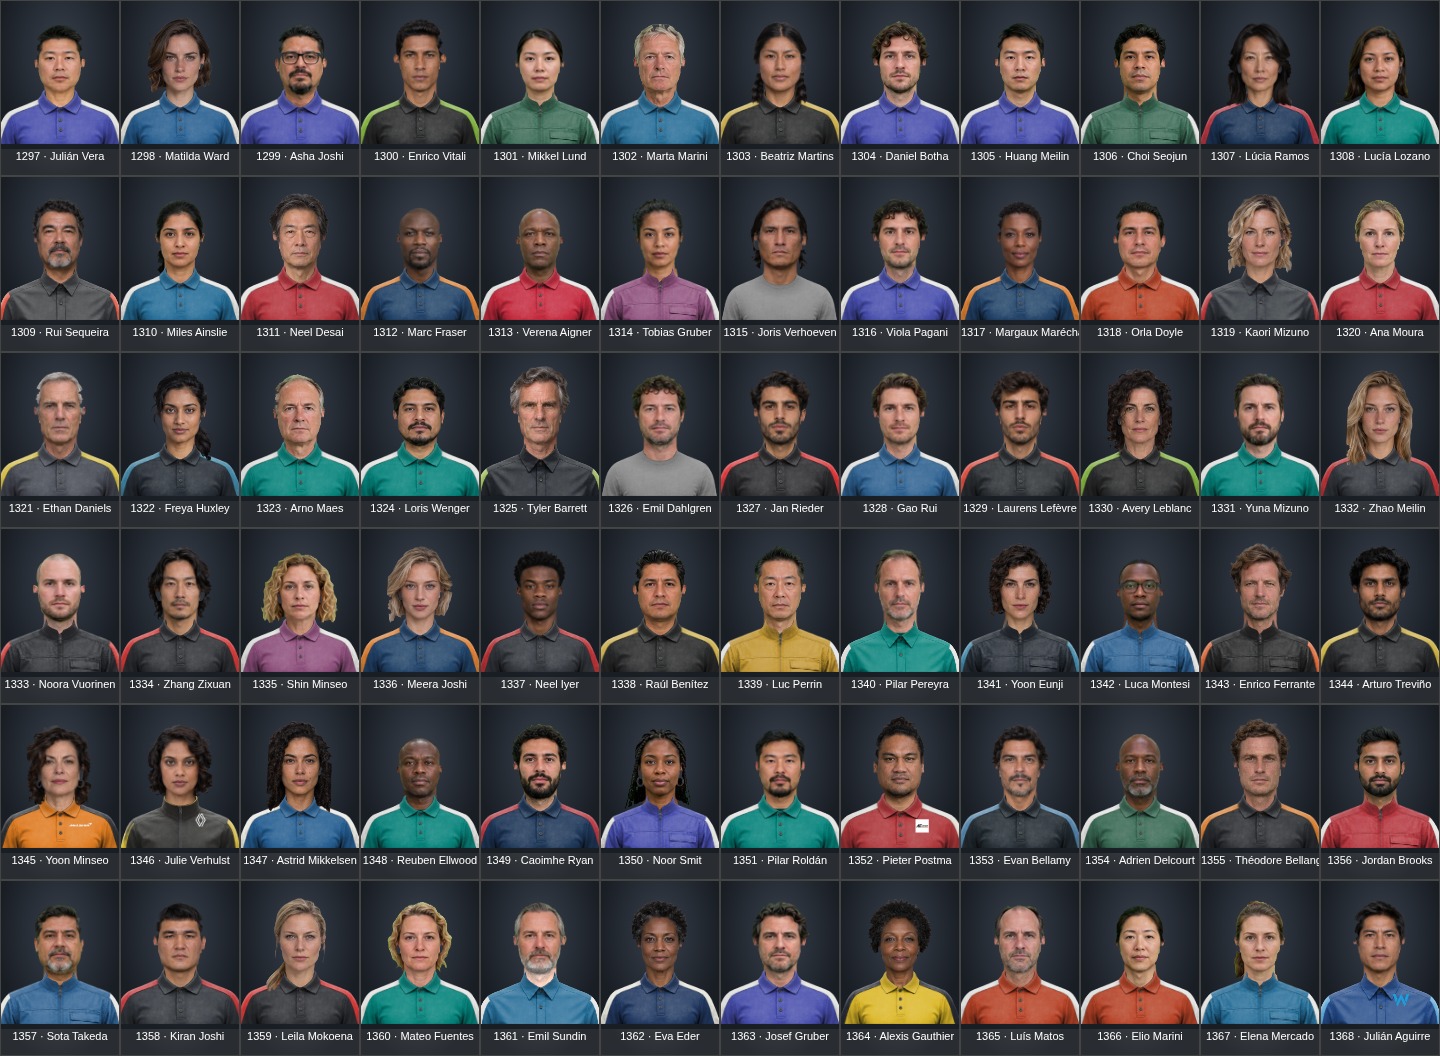 1297 · Julián Vera
1298 · Matilda Ward
1299 · Asha Joshi
1300 · Enrico Vitali
1301 · Mikkel Lund
1302 · Marta Marini
1303 · Beatriz Martins
1304 · Daniel Botha
1305 · Huang Meilin
1306 · Choi Seojun
1307 · Lúcia Ramos
1308 · Lucía Lozano
1309 · Rui Sequeira
1310 · Miles Ainslie
1311 · Neel Desai
1312 · Marc Fraser
1313 · Verena Aigner
1314 · Tobias Gruber
1315 · Joris Verhoeven
1316 · Viola Pagani
1317 · Margaux Marécha
1318 · Orla Doyle
1319 · Kaori Mizuno
1320 · Ana Moura
1321 · Ethan Daniels
1322 · Freya Huxley
1323 · Arno Maes
1324 · Loris Wenger
1325 · Tyler Barrett
1326 · Emil Dahlgren
1327 · Jan Rieder
1328 · Gao Rui
1329 · Laurens Lefèvre
1330 · Avery Leblanc
1331 · Yuna Mizuno
1332 · Zhao Meilin
1333 · Noora Vuorinen
1334 · Zhang Zixuan
1335 · Shin Minseo
1336 · Meera Joshi
1337 · Neel Iyer
1338 · Raúl Benítez
1339 · Luc Perrin
1340 · Pilar Pereyra
1341 · Yoon Eunji
1342 · Luca Montesi
1343 · Enrico Ferrante
1344 · Arturo Treviño
1345 · Yoon Minseo
1346 · Julie Verhulst
1347 · Astrid Mikkelsen
1348 · Reuben Ellwood
1349 · Caoimhe Ryan
1350 · Noor Smit
1351 · Pilar Roldán
1352 · Pieter Postma
1353 · Evan Bellamy
1354 · Adrien Delcourt
1355 · Théodore Bellang
1356 · Jordan Brooks
W
1357 · Sota Takeda
1358 · Kiran Joshi
1359 · Leila Mokoena
1360 · Mateo Fuentes
1361 · Emil Sundin
1362 · Eva Eder
1363 · Josef Gruber
1364 · Alexis Gauthier
1365 · Luís Matos
1366 · Elio Marini
1367 · Elena Mercado
1368 · Julián Aguirre